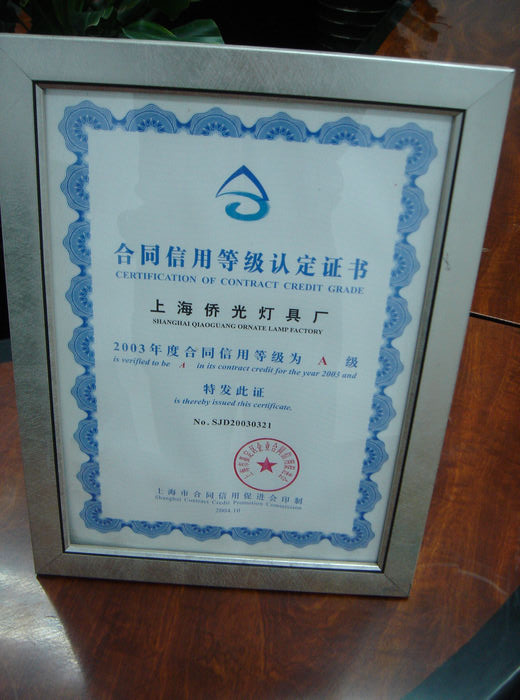 合同信用等级认定证书
CERTIFICATION OF CONTRACT CREDIT GRADE
上海侨光灯具厂
SHANGHAI QIAOGUANG ORNATE LAMP FACTORY
2003年度合同信用等级为 A 级
is verified to be A in its contract credit for the year 2003 and
特发此证
is thereby issued this certificate.
No. SJD20030321
上海市合同信用促进会印制
Shanghai Contract Credit Promotion Commission
2004.10